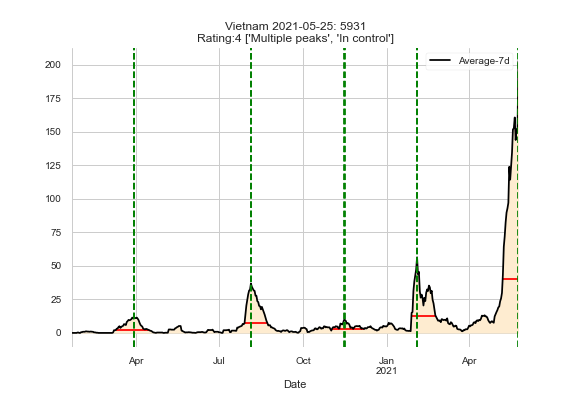 Vietnam 2021-05-25: 5931
Rating:4 ['Multiple peaks', 'In control']
Average-7d
200
175
150
125
100
75
50
25
0
Apr
Jul
Oct
Jan
2021
Apr
Date